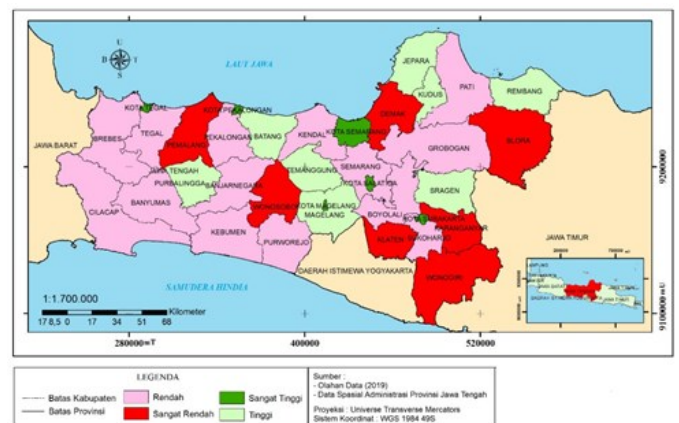 LAUT JAWA
JEPARA
KUDUS
PATI
REMBANG
KOTA TEGAL
KOTA PEKALONGAN
DEMAK
BREBES
TEGAL
PEMALANG
PEKALONGAN
BATANG
KENDAL
KOTA SEMARANG
BLORA
JAWA BARAT
GROBOGAN
SEMARANG
TEMANGGUNG
PURBALINGGA
BANJARNEGARA
KOTA SALATIGA
SRAGEN
BANYUMAS
WONOSOBO
KOTA MAGELANG
MAGELANG
BOYOLALI
CILACAP
KEBUMEN
KLATEN
SUKOHARJO
PURWOREJO
JAWA TIMUR
DAERAH ISTIMEWA YOGYAKARTA
WONOGIRI
SAMUDERA HINDIA
1:1.700.000
Kilometer
17 8,5 0 17 34 51 68
280000mT
400000
520000
9200000
9100000 mU
LEGENDA
Batas Kabupaten
Batas Provinsi
Rendah
Sangat Rendah
Sangat Tinggi
Tinggi
Sumber :
- Olahan Data (2019)
- Data Spasial Administrasi Provinsi Jawa Tengah
Proyeksi : Universe Transverse Mercators
Sistem Koordinat : WGS 1984 49S